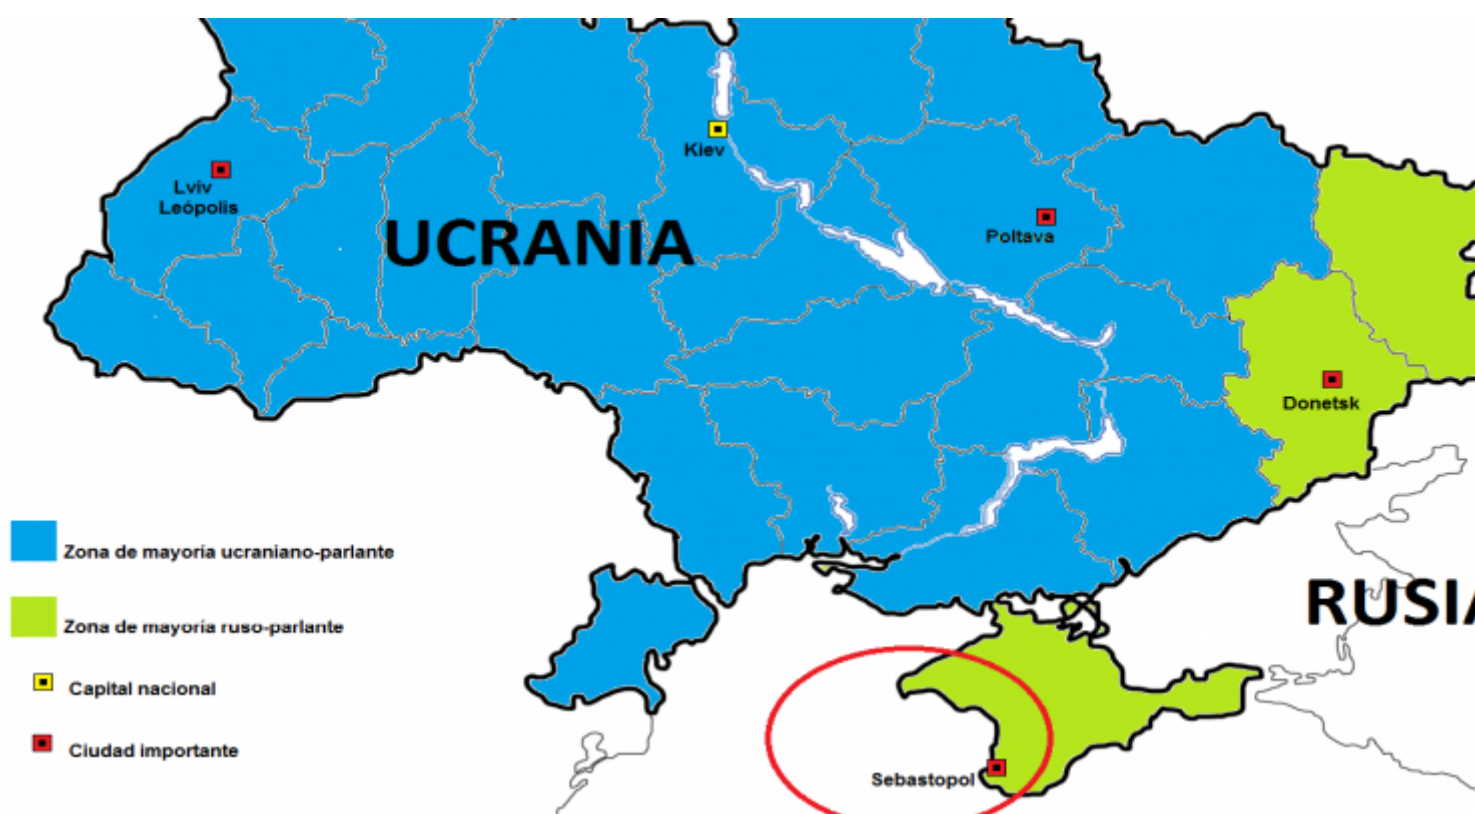 Kiev
Lviv
Leópolis
UCRANIA
Poltava
Donetsk
Zona de mayoría ucraniano-parlante
RUSIA
Zona de mayoría ruso-parlante
Capital nacional
Ciudad importante
Sebastopol